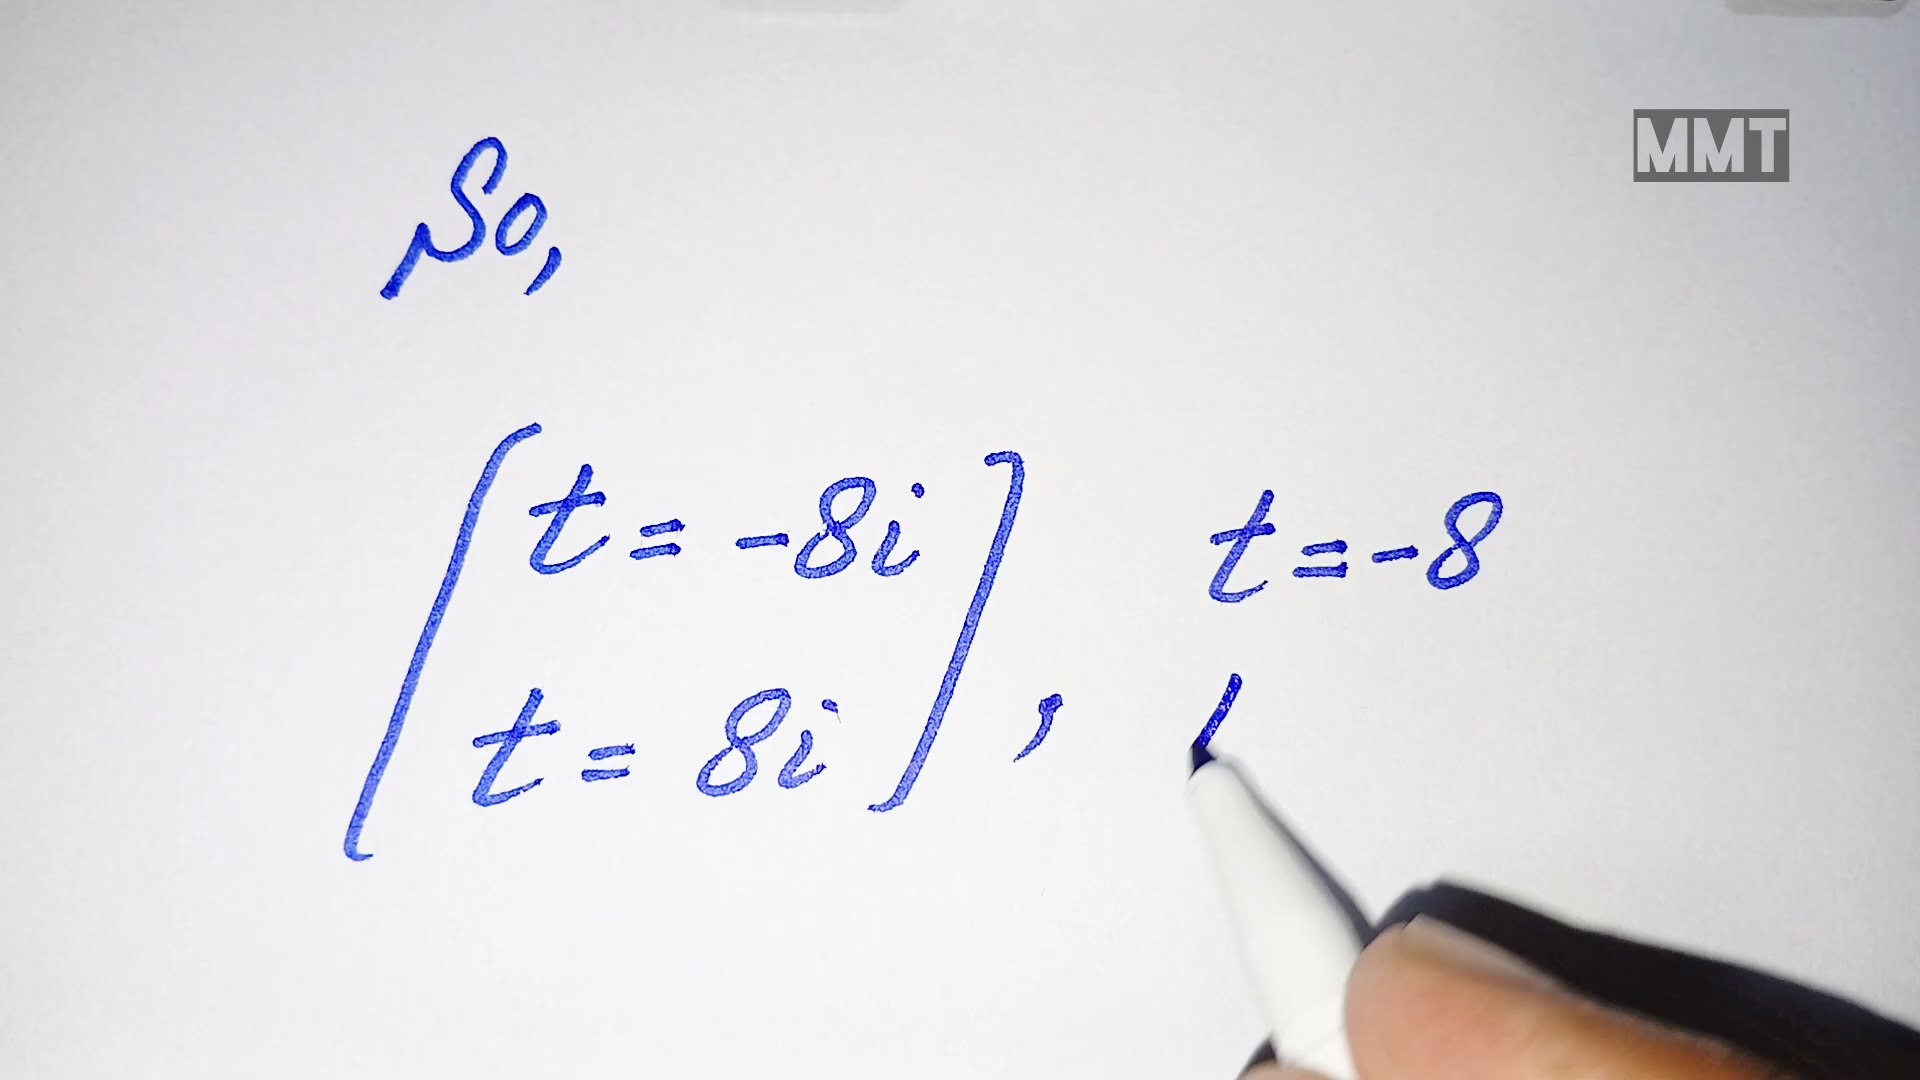 MMT
So,
t = -8i
t = 8i ,
t = -8